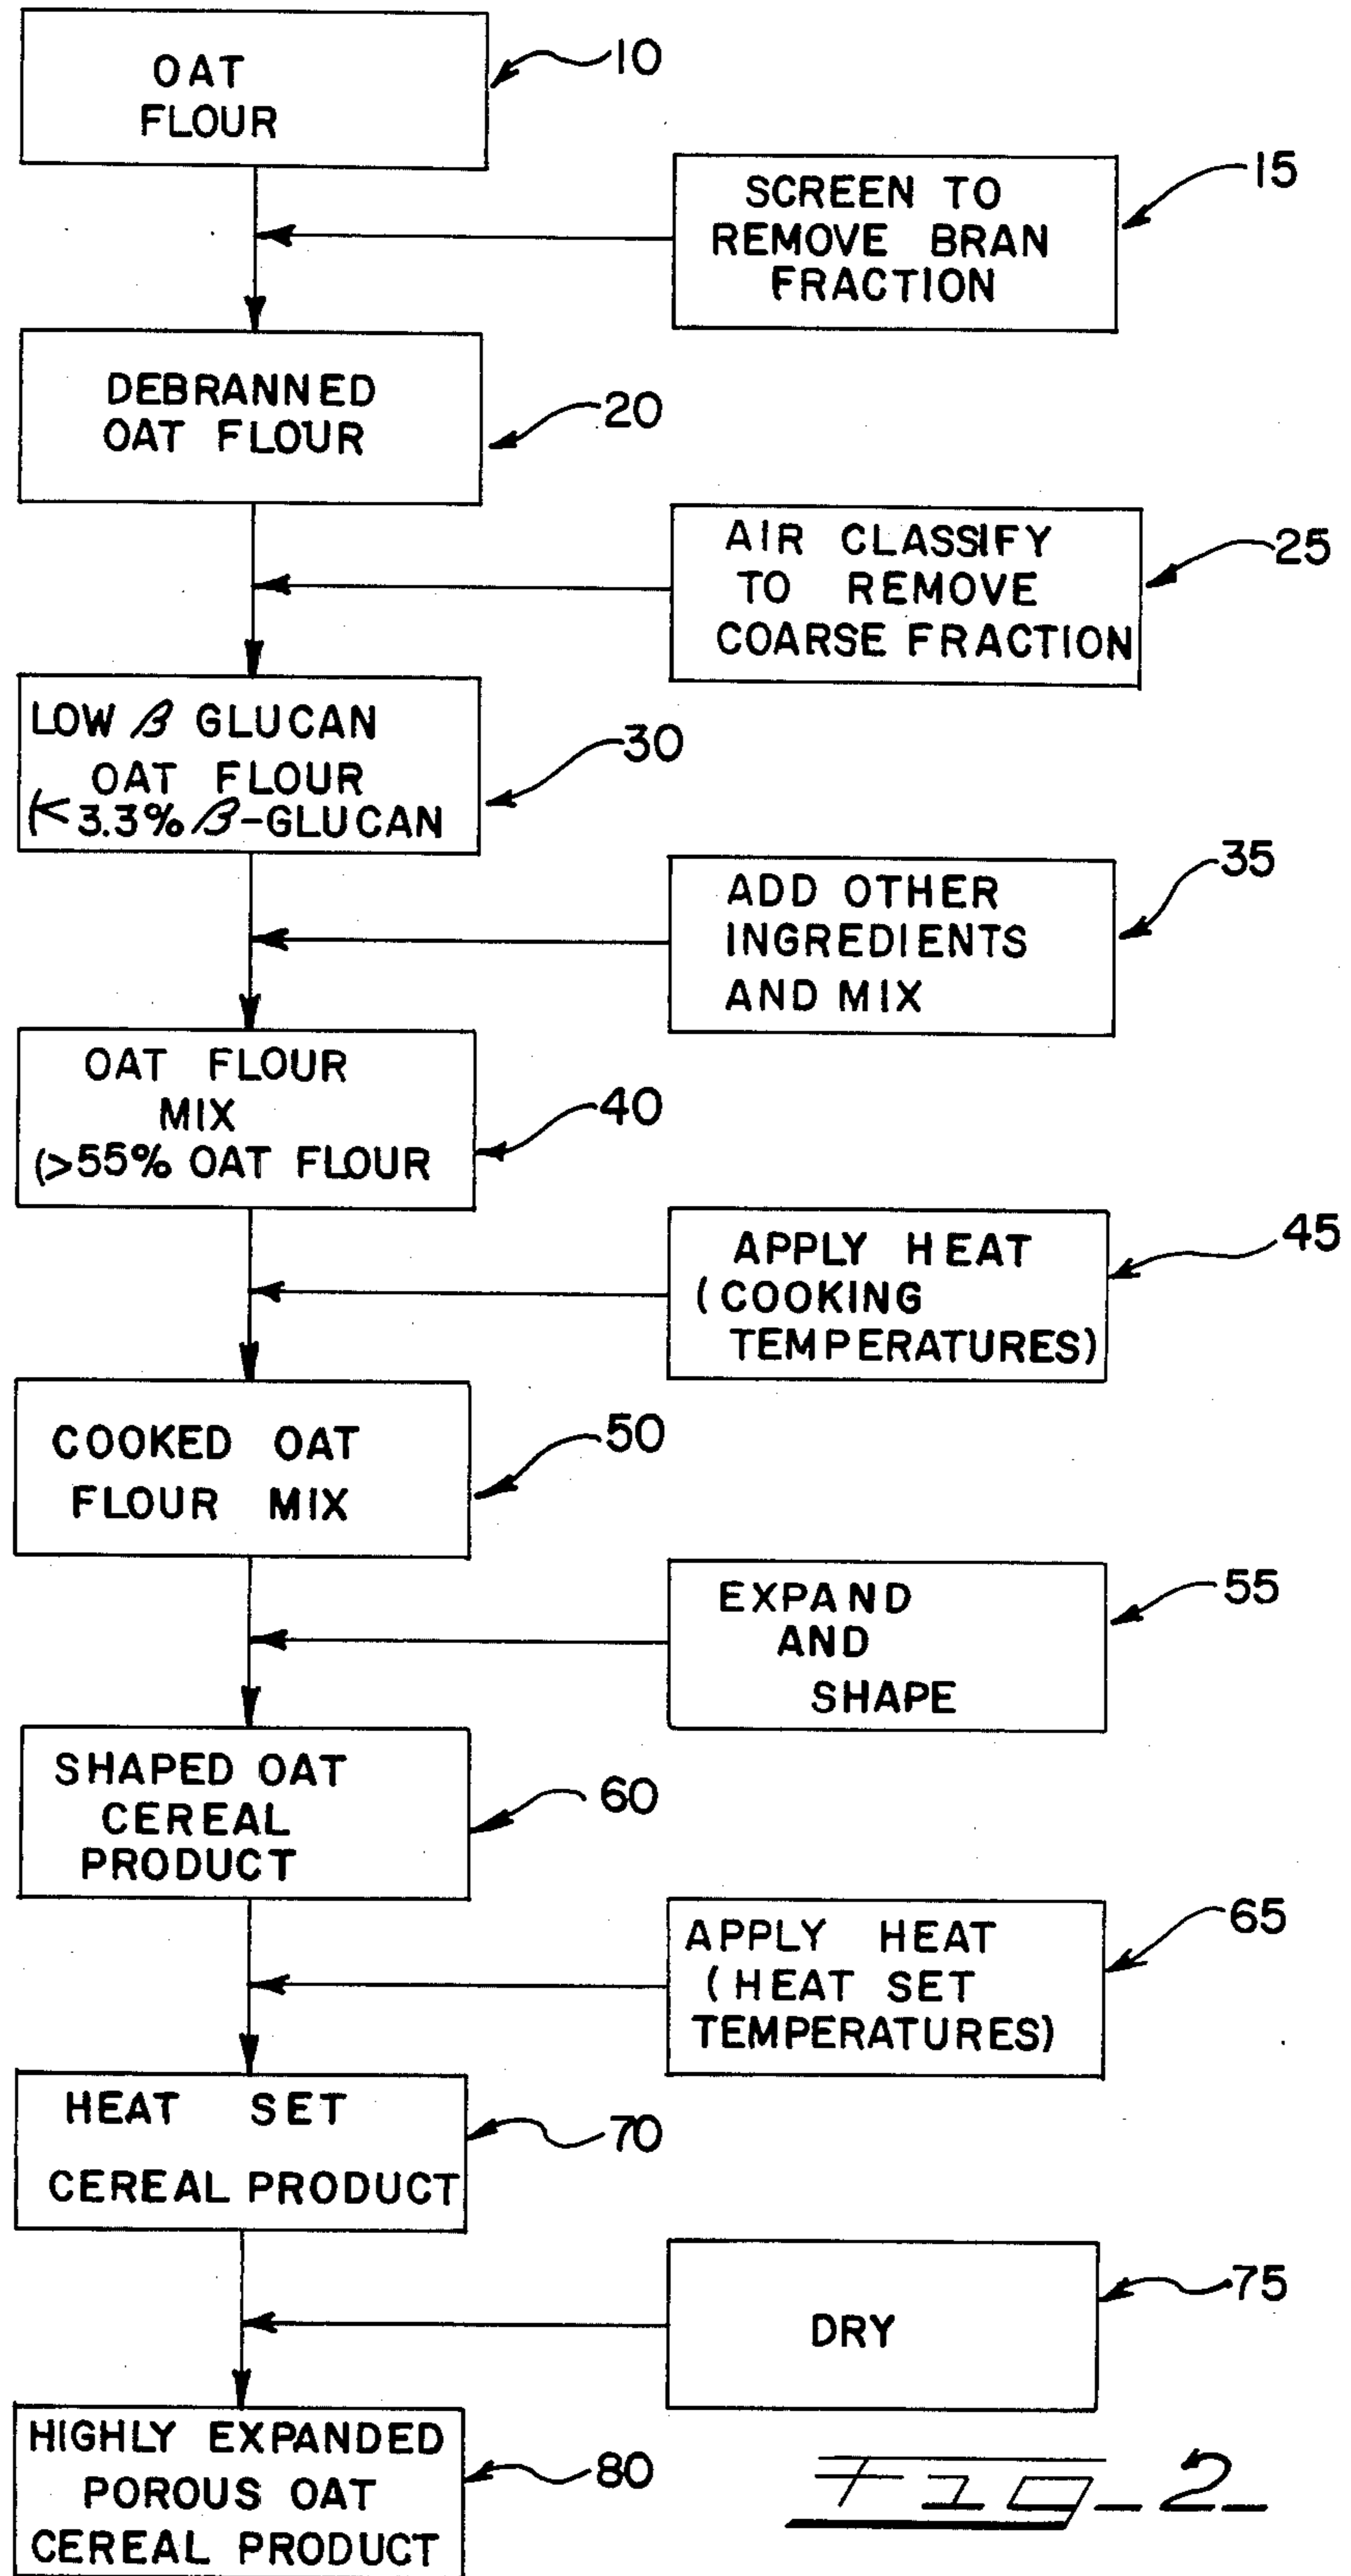 OAT
FLOUR
10
SCREEN TO
REMOVE BRAN
FRACTION
15
DEBRANNED
OAT FLOUR
20
AIR CLASSIFY
TO REMOVE
COARSE FRACTION
25
LOW β GLUCAN
OAT FLOUR
(<3.3% β-GLUCAN
30
ADD OTHER
INGREDIENTS
AND MIX
35
OAT FLOUR
MIX
(>55% OAT FLOUR
40
APPLY HEAT
(COOKING
TEMPERATURES)
45
COOKED OAT
FLOUR MIX
50
EXPAND
AND
SHAPE
55
SHAPED OAT
CEREAL
PRODUCT
60
APPLY HEAT
(HEAT SET
TEMPERATURES)
65
HEAT SET
CEREAL PRODUCT
70
DRY
75
HIGHLY EXPANDED
POROUS OAT
CEREAL PRODUCT
80
Fig-2-